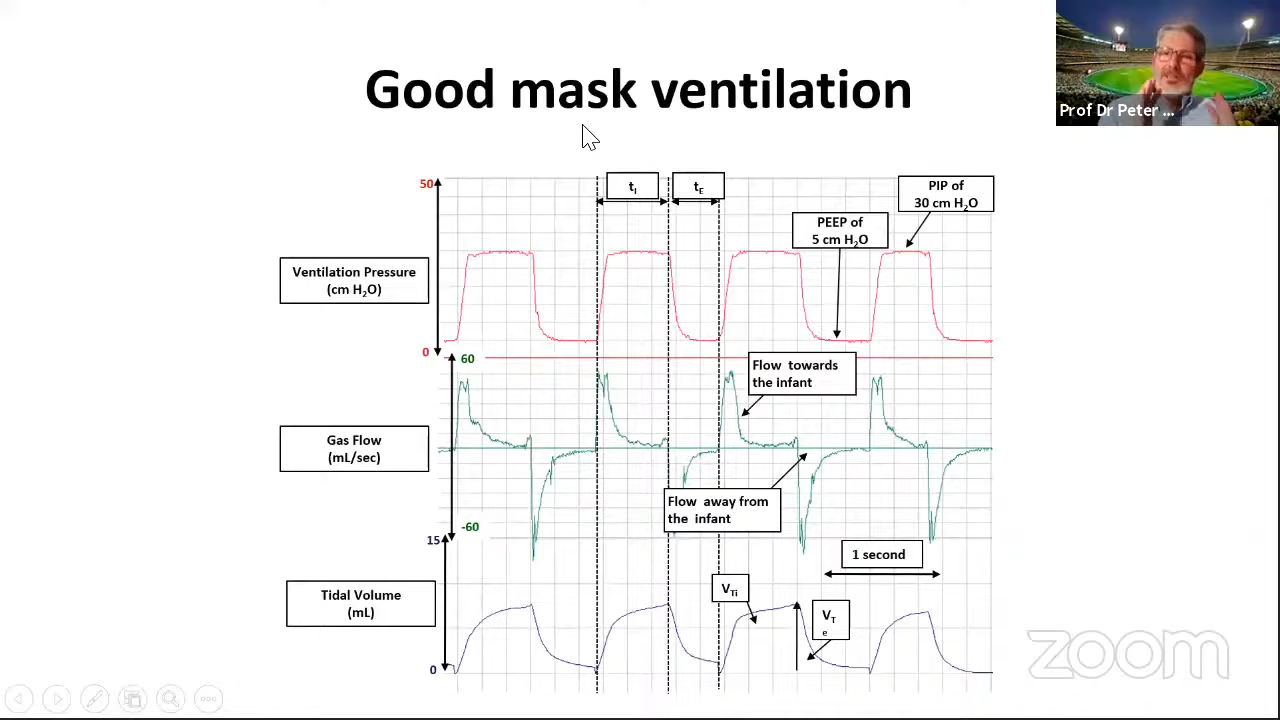 Good mask ventilation
Prof Dr Peter ...
50
tI
tE
PIP of
30 cm H2O
PEEP of
5 cm H2O
Ventilation Pressure
(cm H2O)
0
60
Flow towards
the infant
Gas Flow
(mL/sec)
Flow away from
the infant
-60
15
1 second
VTi
Tidal Volume
(mL)
VT
e
0
zoom